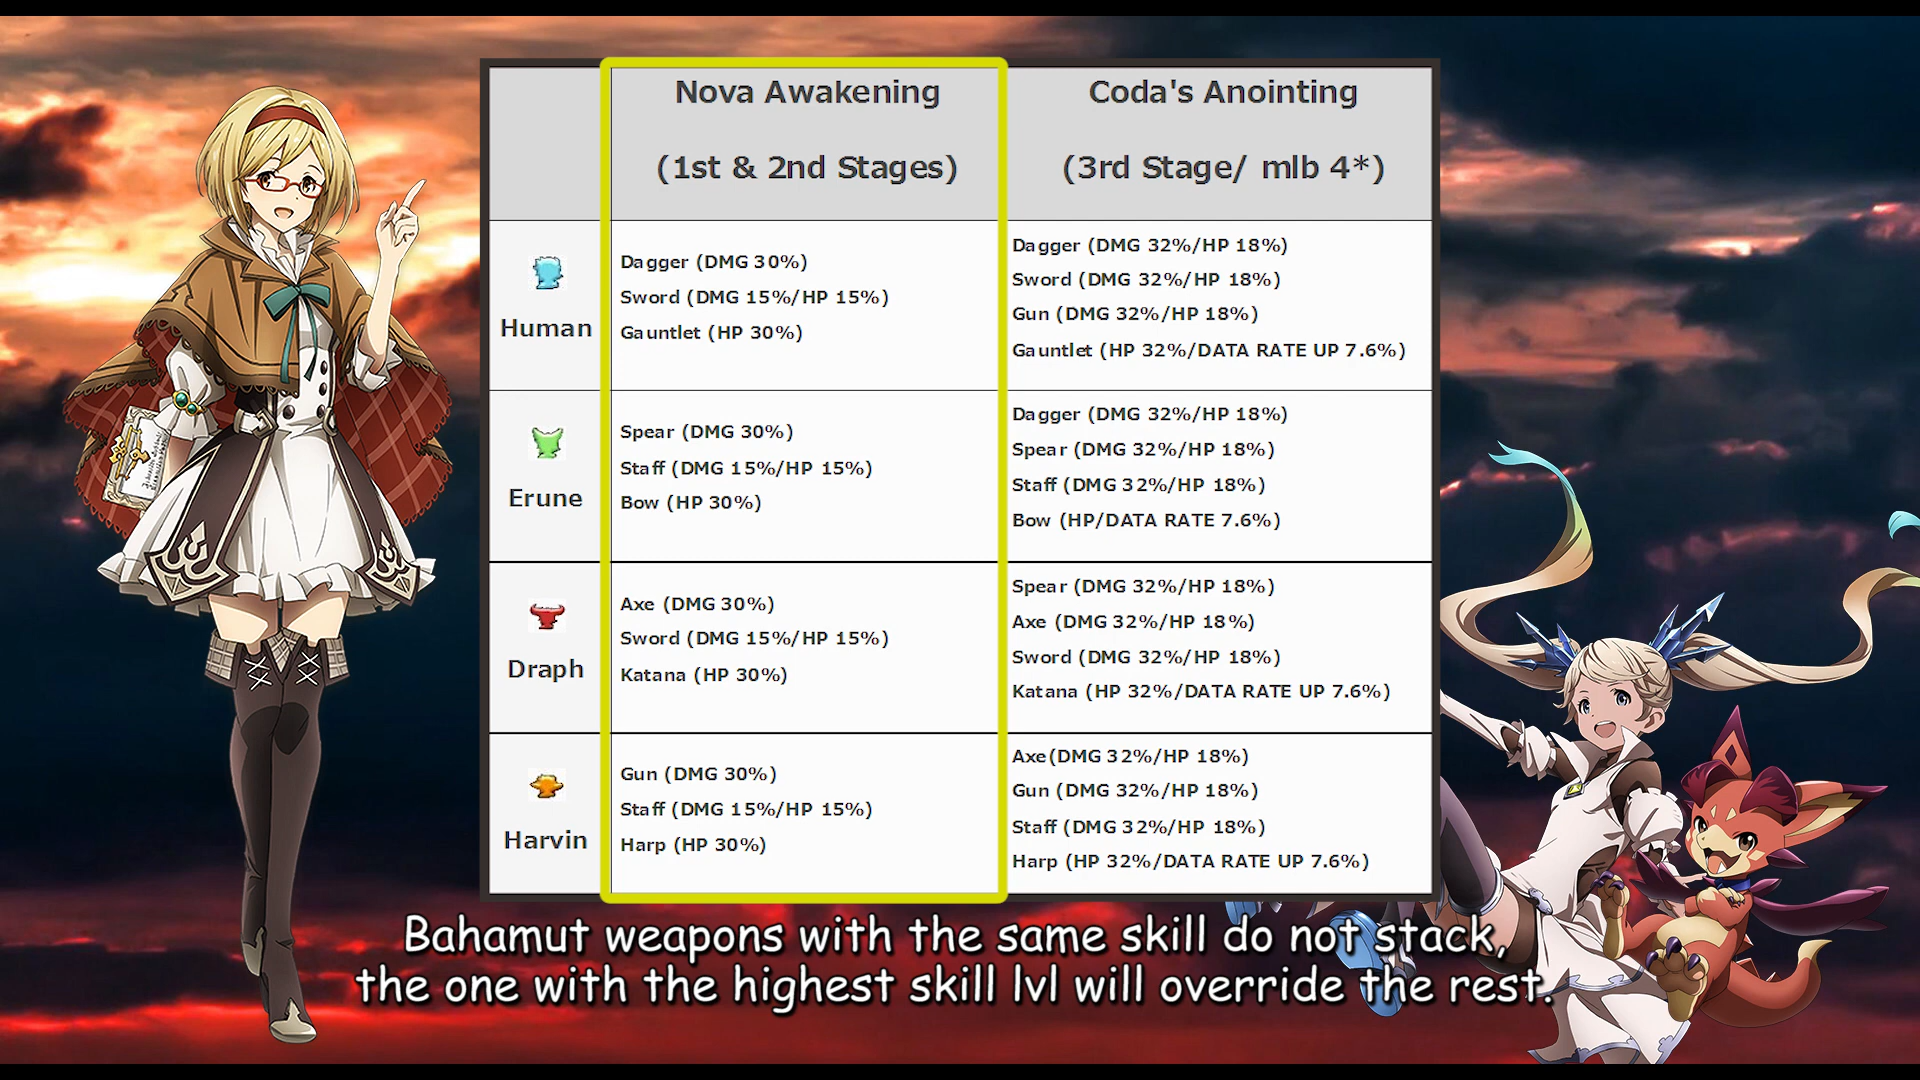 Nova Awakening
(1st & 2nd Stages)
Coda's Anointing
(3rd Stage/ mlb 4*)
Human
Dagger (DMG 30%)
Sword (DMG 15%/HP 15%)
Gauntlet (HP 30%)
Dagger (DMG 32%/HP 18%)
Sword (DMG 32%/HP 18%)
Gun (DMG 32%/HP 18%)
Gauntlet (HP 32%/DATA RATE UP 7.6%)
Erune
Spear (DMG 30%)
Staff (DMG 15%/HP 15%)
Bow (HP 30%)
Dagger (DMG 32%/HP 18%)
Spear (DMG 32%/HP 18%)
Staff (DMG 32%/HP 18%)
Bow (HP/DATA RATE 7.6%)
Draph
Axe (DMG 30%)
Sword (DMG 15%/HP 15%)
Katana (HP 30%)
Spear (DMG 32%/HP 18%)
Axe (DMG 32%/HP 18%)
Sword (DMG 32%/HP 18%)
Katana (HP 32%/DATA RATE UP 7.6%)
Harvin
Gun (DMG 30%)
Staff (DMG 15%/HP 15%)
Harp (HP 30%)
Axe(DMG 32%/HP 18%)
Gun (DMG 32%/HP 18%)
Staff (DMG 32%/HP 18%)
Harp (HP 32%/DATA RATE UP 7.6%)
Bahamut weapons with the same skill do not stack,
the one with the highest skill lvl will override the rest.